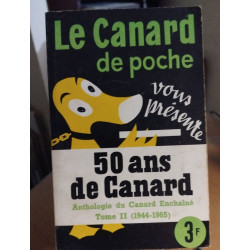 Le Canard
de poche
vous
présente
50 ans
de Canard
Anthologie du Canard Enchaîné
Tome II (1944-1965)
3F